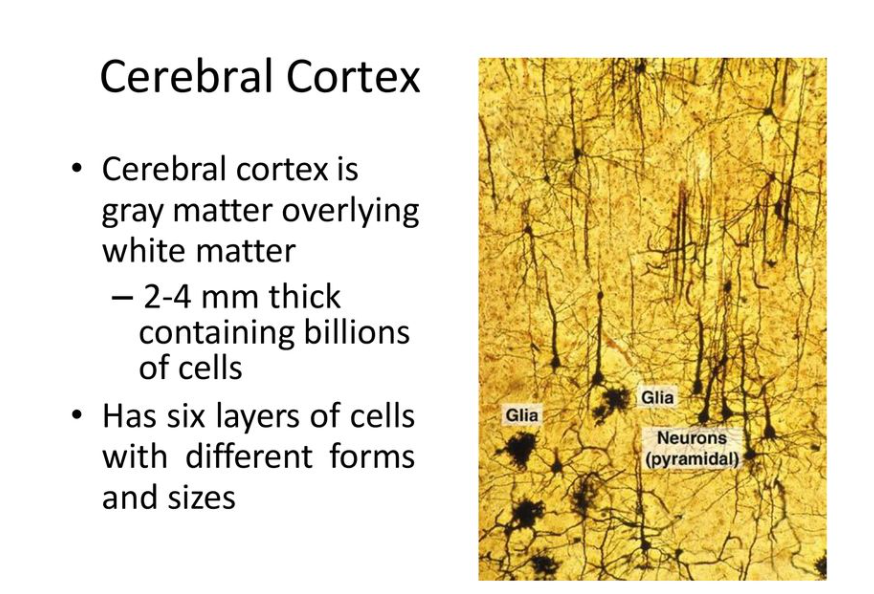 Cerebral Cortex
• Cerebral cortex is
gray matter overlying
white matter
– 2-4 mm thick
containing billions
of cells
• Has six layers of cells
with different forms
and sizes
Glia
Glia
Neurons
(pyramidal)